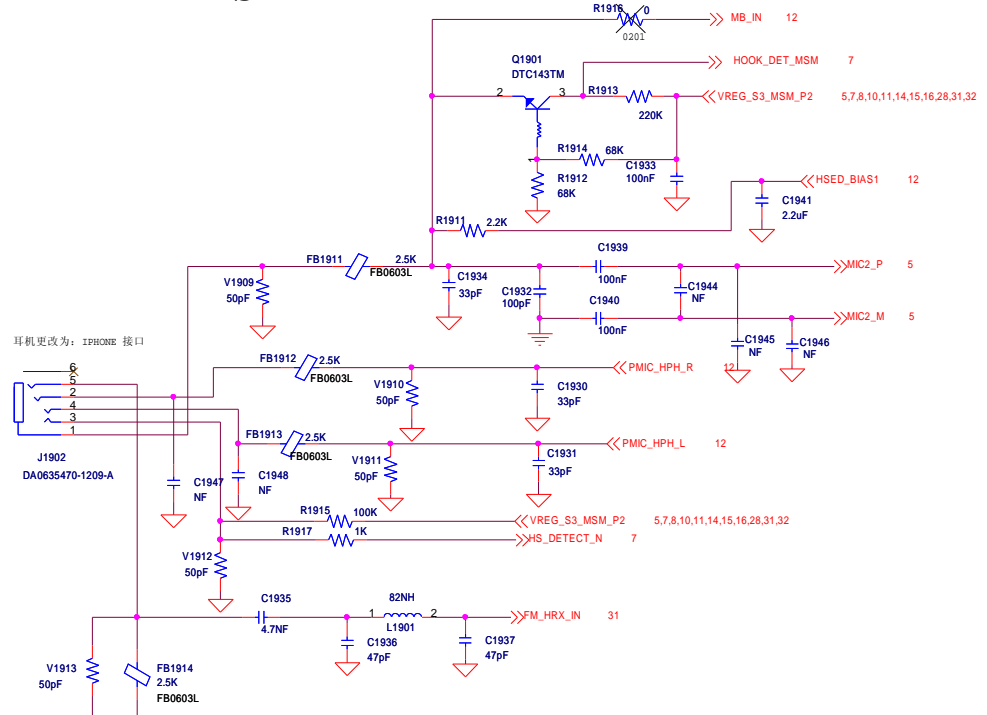 R1916
0
MB_IN 12
0201
Q1901
DTC143TM
HOOK_DET_MSM 7
2
3
R1913
VREG_S3_MSM_P2 5,7,8,10,11,14,15,16,28,31,32
220K
R1914
68K
C1933
100nF
R1912
68K
HSED_BIAS1 12
C1941
2.2uF
R1911
2.2K
FB1911
2.5K
FB0603L
V1909
50pF
C1934
33pF
C1932
100pF
C1939
100nF
C1940
100nF
C1944
NF
MIC2_P 5
MIC2_M 5
C1945
NF
C1946
NF
耳机更改为: IPHONE 接口
6
5
2
4
3
1
J1902
DA0635470-1209-A
FB1912
2.5K
FB0603L
V1910
50pF
C1930
33pF
PMIC_HPH_R 12
FB1913
2.5K
FB0603L
V1911
50pF
C1931
33pF
PMIC_HPH_L 12
C1947
NF
C1948
NF
R1915
100K
VREG_S3_MSM_P2 5,7,8,10,11,14,15,16,28,31,32
R1917
1K
HS_DETECT_N 7
V1912
50pF
C1935
4.7NF
82NH
1
2
L1901
FM_HRX_IN 31
C1936
47pF
C1937
47pF
V1913
50pF
FB1914
2.5K
FB0603L